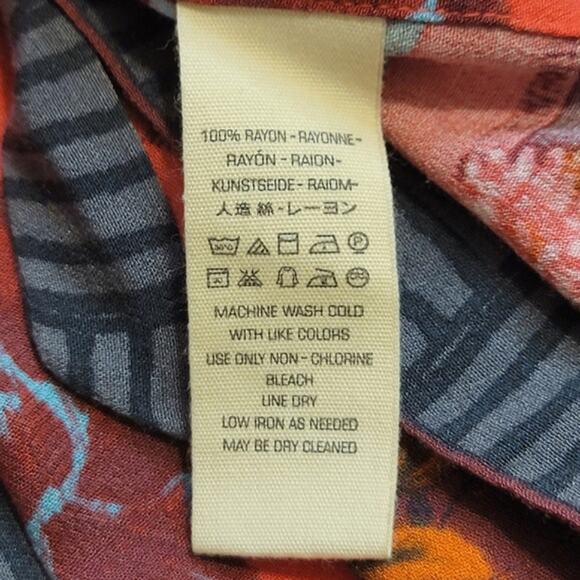 100% RAYON - RAYONNE-
RAYÓN - RAION-
KUNSTSEIDE - RAIOM-
人造絲-レーヨン
P
MACHINE WASH COLD
WITH LIKE COLORS
USE ONLY NON - CHLORINE
BLEACH
LINE DRY
LOW IRON AS NEEDED
MAY BE DRY CLEANED